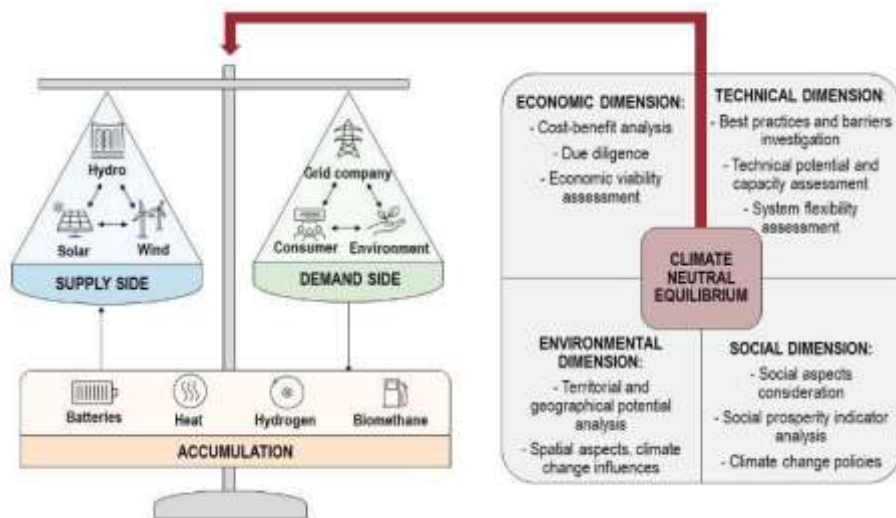 Hydro
Solar
Wind
SUPPLY SIDE
Grid company
Consumer
Environment
DEMAND SIDE
Batteries
Heat
Hydrogen
Biomethane
ACCUMULATION
ECONOMIC DIMENSION:
- Cost-benefit analysis
- Due diligence
- Economic viability
assessment
TECHNICAL DIMENSION:
- Best practices and barriers
investigation
- Technical potential and
capacity assessment
- System flexibility
assessment
CLIMATE
NEUTRAL
EQUILIBRIUM
ENVIRONMENTAL
DIMENSION:
- Territorial and
geographical potential
analysis
- Spatial aspects, climate
change influences
SOCIAL DIMENSION:
- Social aspects
consideration
- Social prosperity indicator
analysis
- Climate change policies